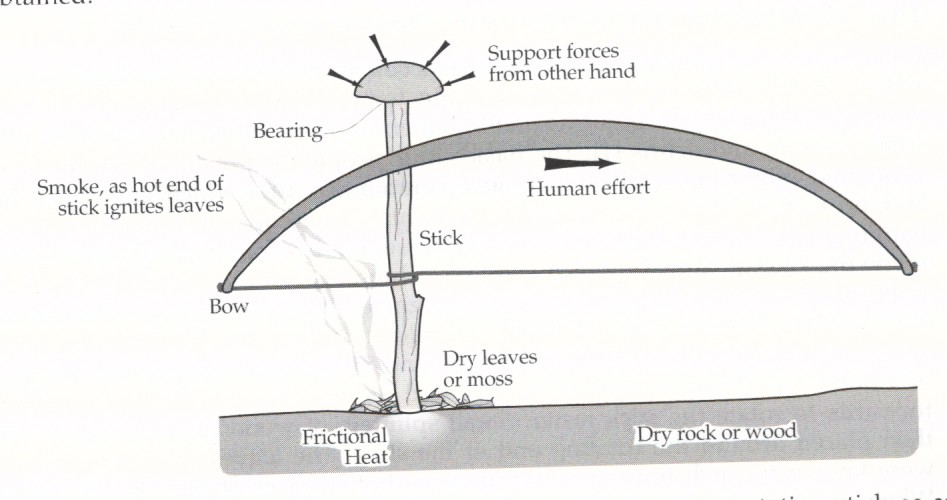 Support forces
from other hand
Bearing
Human effort
Smoke, as hot end of
stick ignites leaves
Stick
Bow
Dry leaves
or moss
Frictional
Heat
Dry rock or wood